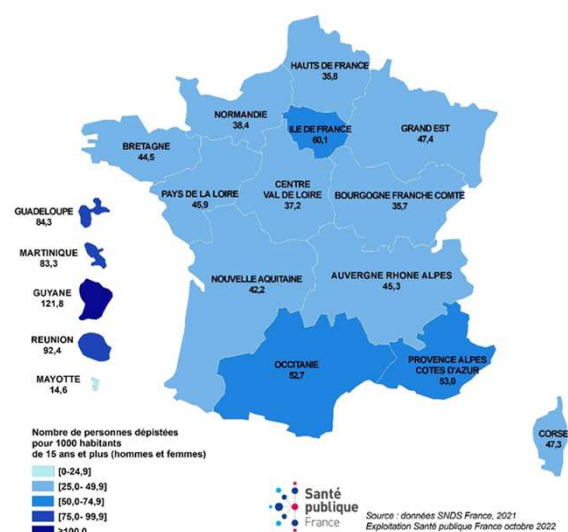 HAUTS DE FRANCE
35,8
NORMANDIE
38,4
ILE DE FRANCE
60,1
GRAND EST
47,4
BRETAGNE
44,5
PAYS DE LA LOIRE
45,9
CENTRE
VAL DE LOIRE
37,2
BOURGOGNE FRANCHE COMTE
35,7
GUADELOUPE
84,3
MARTINIQUE
83,3
GUYANE
121,8
REUNION
92,4
MAYOTTE
14,6
NOUVELLE AQUITAINE
42,2
AUVERGNE RHONE ALPES
45,3
OCCITANIE
52,7
PROVENCE ALPES
COTES D'AZUR
53,0
CORSE
47,3
Nombre de personnes dépistées
pour 1000 habitants
de 15 ans et plus (hommes et femmes)
[0-24,9]
[25,0- 49,9]
[50,0-74,9]
[75,0- 99,9]
≥100,0
Santé
publique
France
Source : données SNDS France, 2021
Exploitation Santé publique France octobre 2022